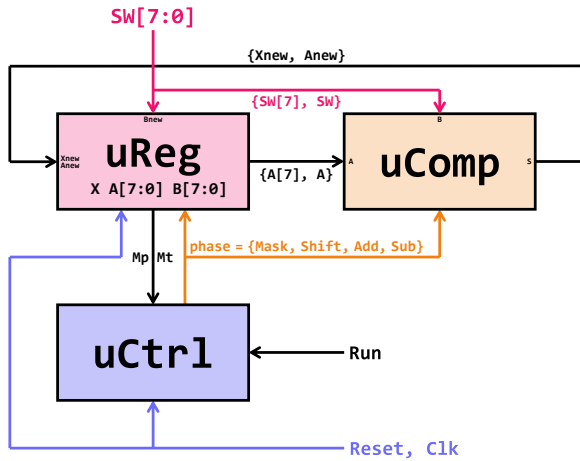 SW[7:0]
{Xnew, Anew}
{SW[7], SW}
Bnew
Xnew
Anew
uReg
X A[7:0] B[7:0]
{A[7], A}
B
A
uComp
S
Mp Mt
phase = {Mask, Shift, Add, Sub}
uCtrl
Run
Reset, Clk